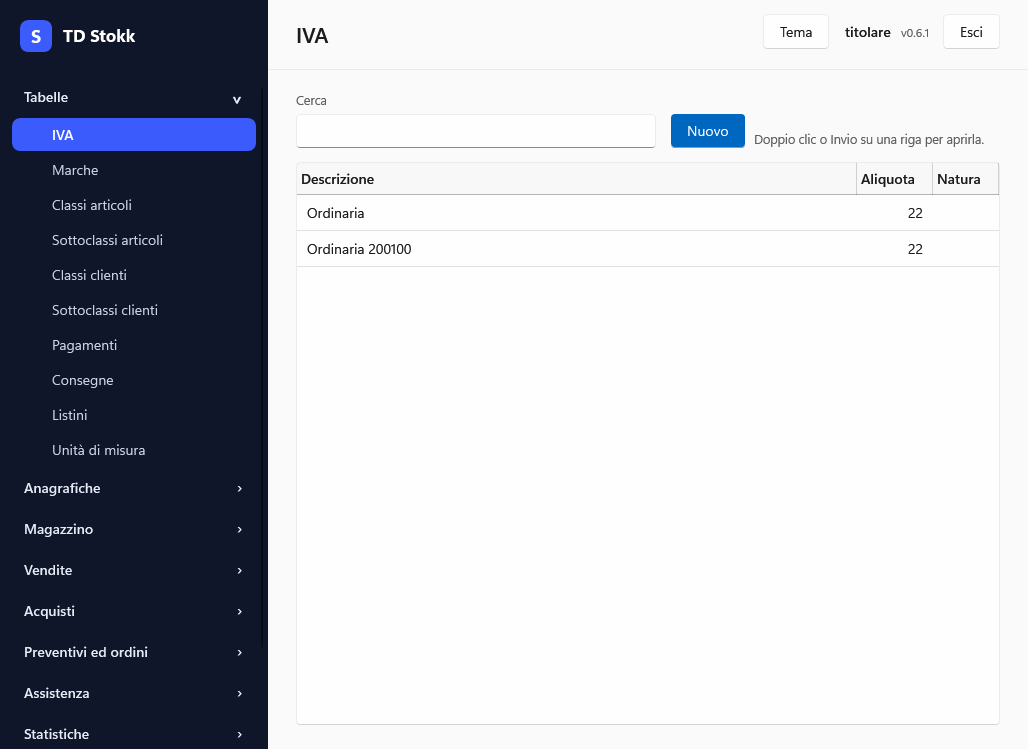 S TD Stokk
IVA
Tema
titolare v0.6.1
Esci
Tabelle
IVA
Marche
Classi articoli
Sottoclassi articoli
Classi clienti
Sottoclassi clienti
Pagamenti
Consegne
Listini
Unità di misura
Anagrafiche
Magazzino
Vendite
Acquisti
Preventivi ed ordini
Assistenza
Statistiche
Cerca
Nuovo
Doppio clic o Invio su una riga per aprirla.
Descrizione Aliquota Natura
Ordinaria 22
Ordinaria 200100 22